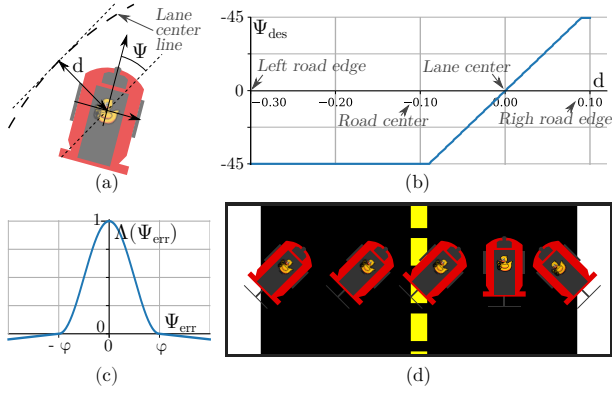 Lane
center
line
Ψ
d
(a)
-45
Ψdes
Left road edge
Lane center
0
d
−0.30
−0.20
−0.10
0.00
0.10
Road center
Righ road edge
-45
(b)
1
Λ(Ψerr)
0
Ψerr
- φ
0
φ
(c)
(d)